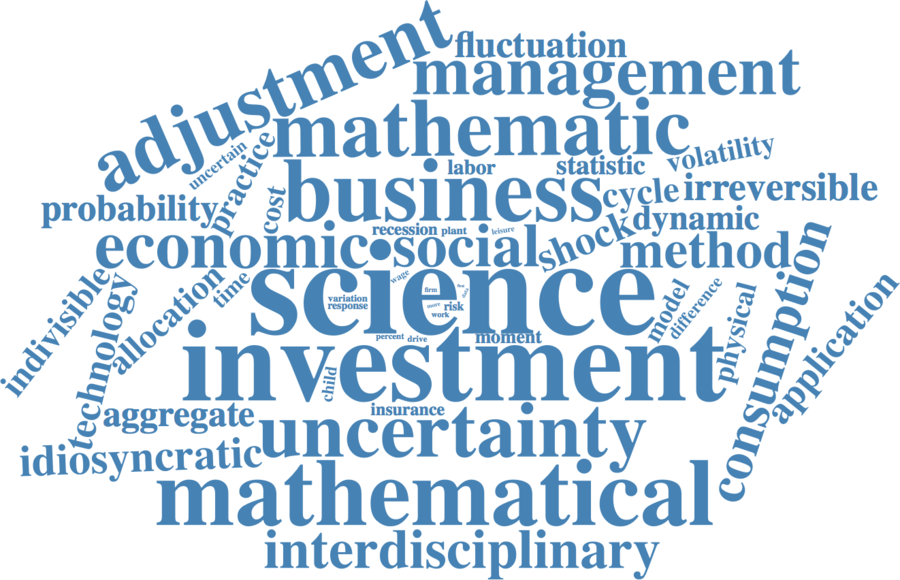 adjustment
fluctuation
management
mathematic
uncertain
practice
labor
statistic
volatility
business
cycle
irreversible
probability
cost
dynamic
recession
plant
leisure
economic
social
shock
method
science
wage
firm
variation
response
risk
work
time
allocation
indivisible
technology
model
difference
physical
consumption
application
percent
drive
moment
investment
child
insurance
aggregate
uncertainty
idiosyncratic
mathematical
interdisciplinary